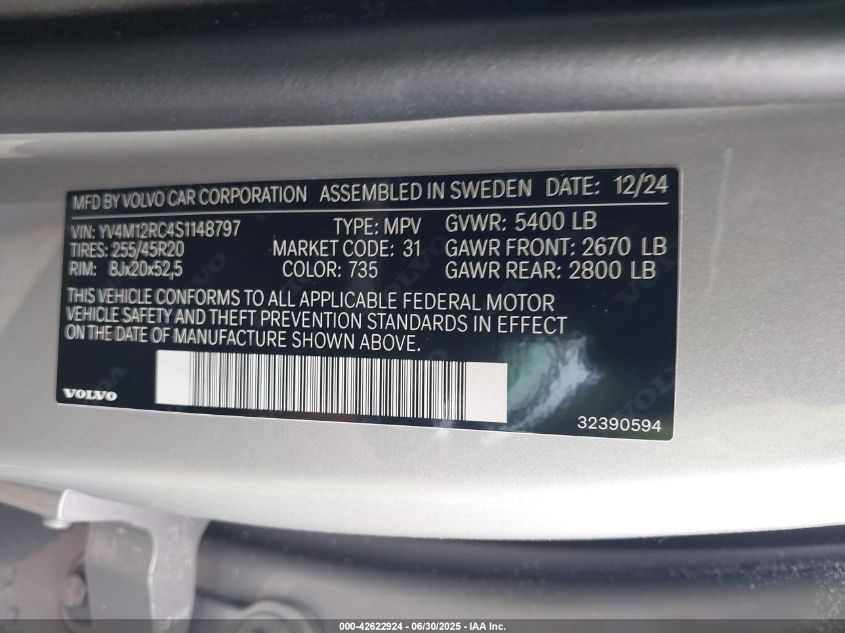 MFD BY VOLVO CAR CORPORATION ASSEMBLED IN SWEDEN DATE: 12/24
VIN: YV4M12RC4S1148797 TYPE: MPV GVWR: 5400 LB
TIRES: 255/45R20 MARKET CODE: 31 GAWR FRONT: 2670 LB
RIM: 8Jx20x52,5 COLOR: 735 GAWR REAR: 2800 LB
THIS VEHICLE CONFORMS TO ALL APPLICABLE FEDERAL MOTOR
VEHICLE SAFETY AND THEFT PREVENTION STANDARDS IN EFFECT
ON THE DATE OF MANUFACTURE SHOWN ABOVE.
VOLVO
32390594
000-42622924 - 06/30/2025 - IAA Inc.